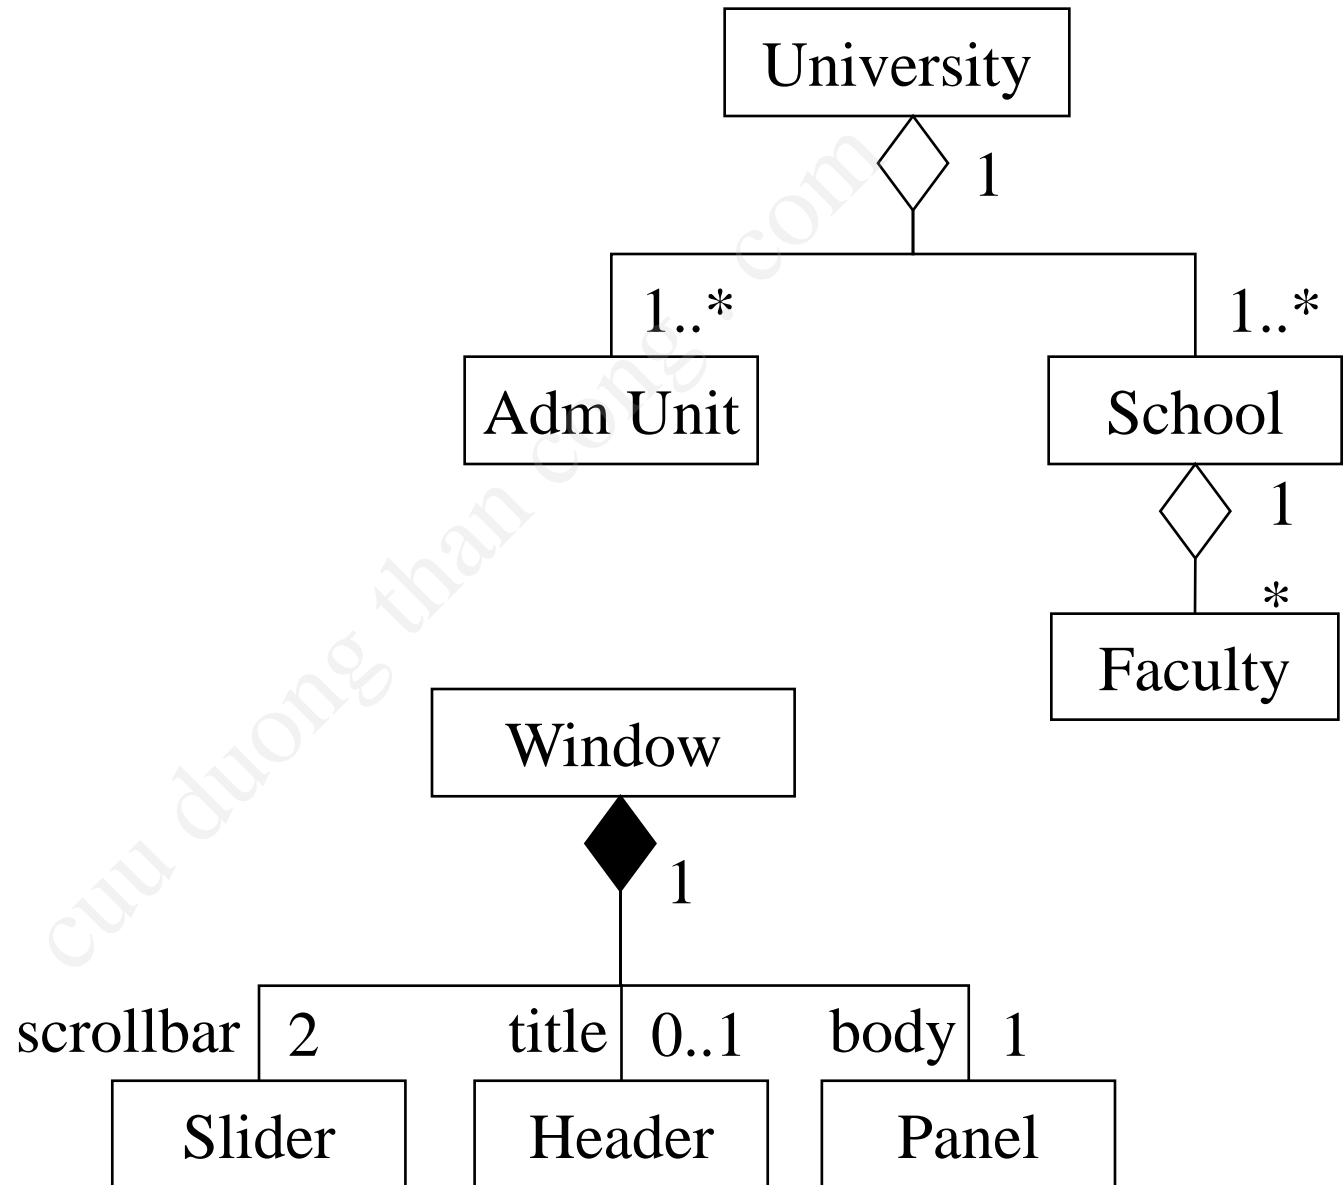 University
1
1..*
1..*
Adm Unit
School
1
*
Faculty
Window
1
scrollbar 2 title 0..1 body 1
Slider Header Panel
cuu duong than cong . com